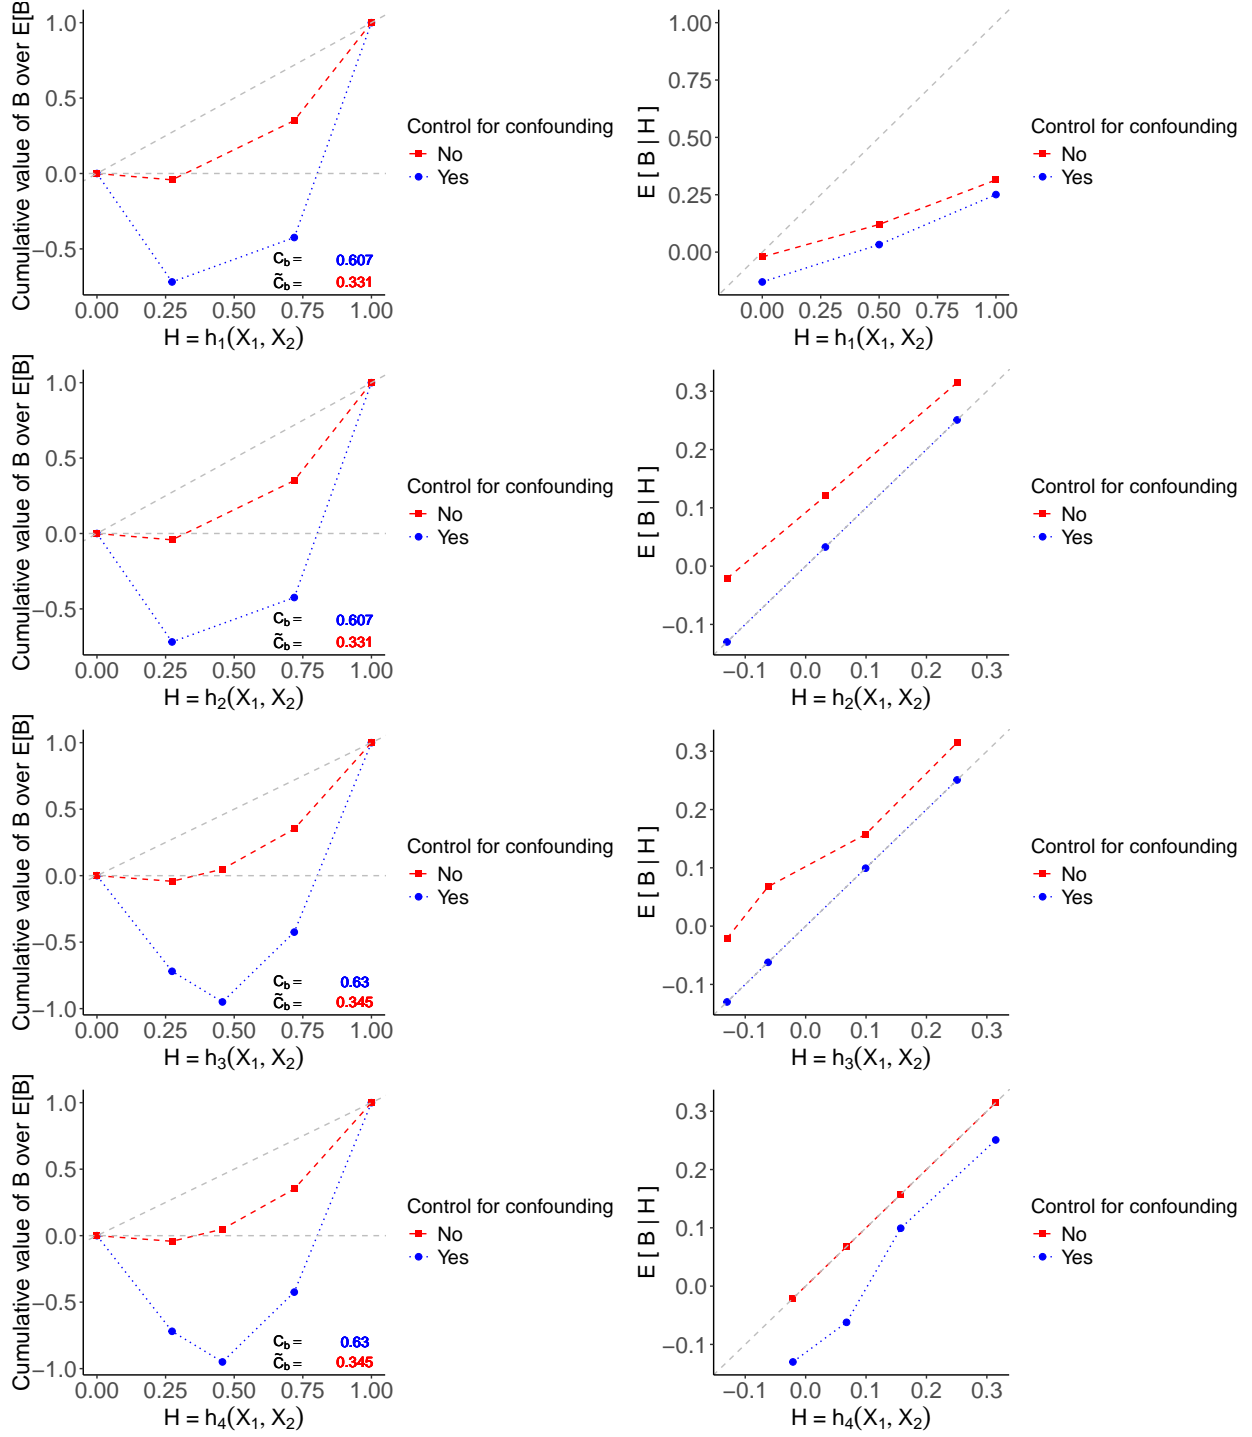 Cumulative value of B over E[B]
1.0
0.5
0.0
−0.5
0.00 0.25 0.50 0.75 1.00
H = h₁(X₁, X₂)
C_b = 0.607
C̃_b = 0.331
Control for confounding
No
Yes
E [ B | H ]
1.00
0.75
0.50
0.25
0.00
0.00 0.25 0.50 0.75 1.00
H = h₁(X₁, X₂)
Control for confounding
No
Yes
Cumulative value of B over E[B]
1.0
0.5
0.0
−0.5
0.00 0.25 0.50 0.75 1.00
H = h₂(X₁, X₂)
C_b = 0.607
C̃_b = 0.331
Control for confounding
No
Yes
E [ B | H ]
0.3
0.2
0.1
0.0
−0.1
−0.1 0.0 0.1 0.2 0.3
H = h₂(X₁, X₂)
Control for confounding
No
Yes
Cumulative value of B over E[B]
1.0
0.5
0.0
−0.5
−1.0
0.00 0.25 0.50 0.75 1.00
H = h₃(X₁, X₂)
C_b = 0.63
C̃_b = 0.345
Control for confounding
No
Yes
E [ B | H ]
0.3
0.2
0.1
0.0
−0.1
−0.1 0.0 0.1 0.2 0.3
H = h₃(X₁, X₂)
Control for confounding
No
Yes
Cumulative value of B over E[B]
1.0
0.5
0.0
−0.5
−1.0
0.00 0.25 0.50 0.75 1.00
H = h₄(X₁, X₂)
C_b = 0.63
C̃_b = 0.345
Control for confounding
No
Yes
E [ B | H ]
0.3
0.2
0.1
0.0
−0.1
−0.1 0.0 0.1 0.2 0.3
H = h₄(X₁, X₂)
Control for confounding
No
Yes